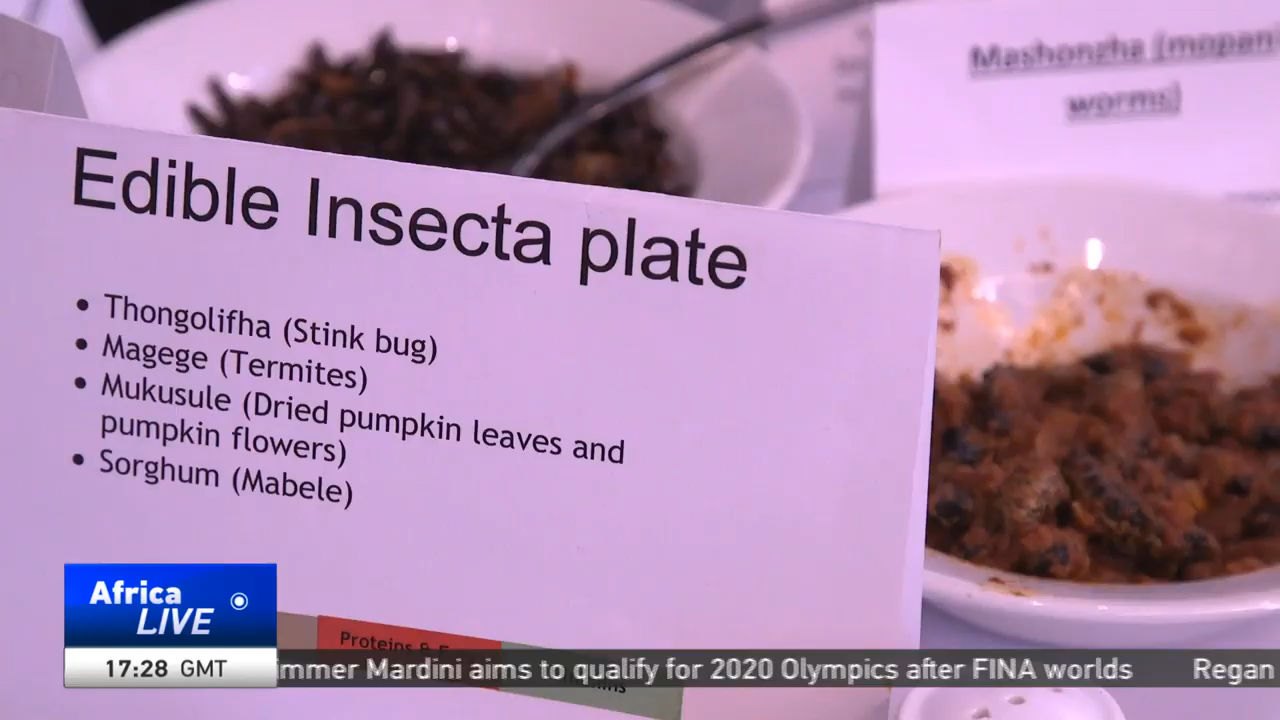 Mashonzha (mopani
worms)
Edible Insecta plate
• Thongolifha (Stink bug)
• Magege (Termites)
• Mukusule (Dried pumpkin leaves and
pumpkin flowers)
• Sorghum (Mabele)
Proteins &
Africa
LIVE
17:28 GMT
immer Mardini aims to qualify for 2020 Olympics after FINA worlds Regan